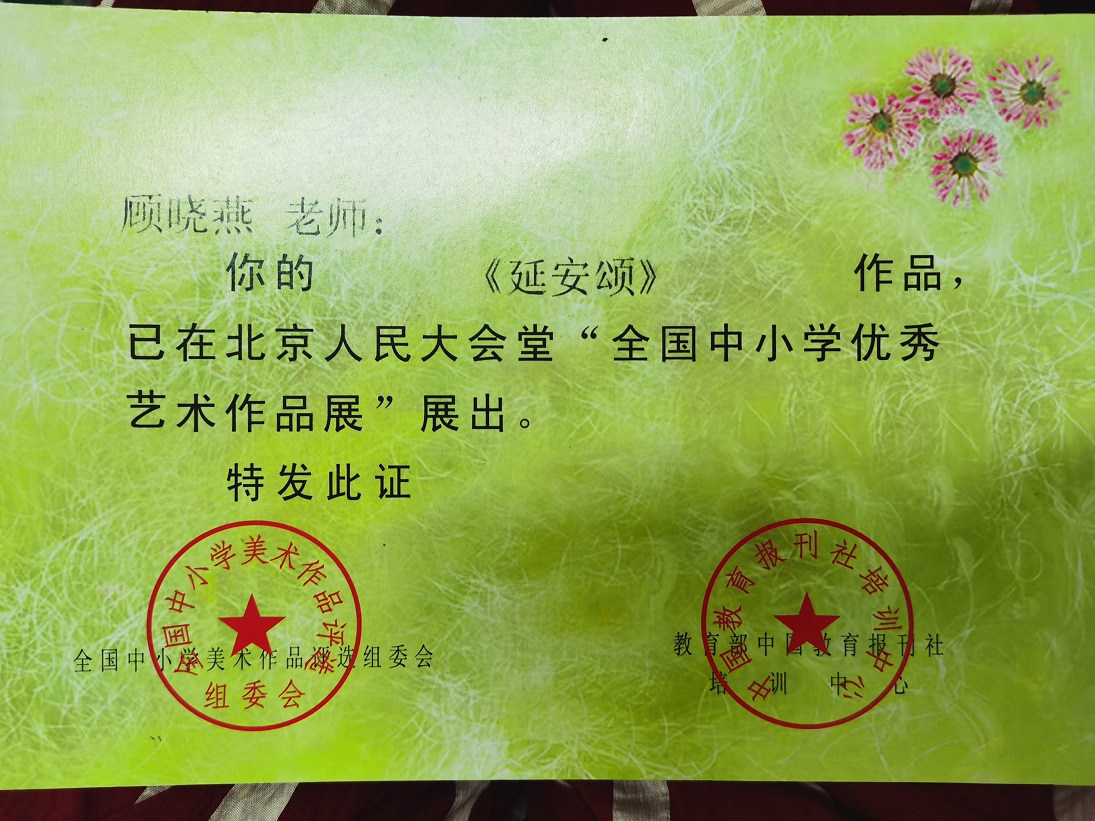 顾晓燕 老师：
你的 《延安颂》 作品，
已在北京人民大会堂“全国中小学优秀
艺术作品展”展出。
特发此证
全国中小学美术作品评选组委会
教育部中国教育报刊社
培训中心
全国中小学美术作品评选
组委会
中国教育报刊社培训中心